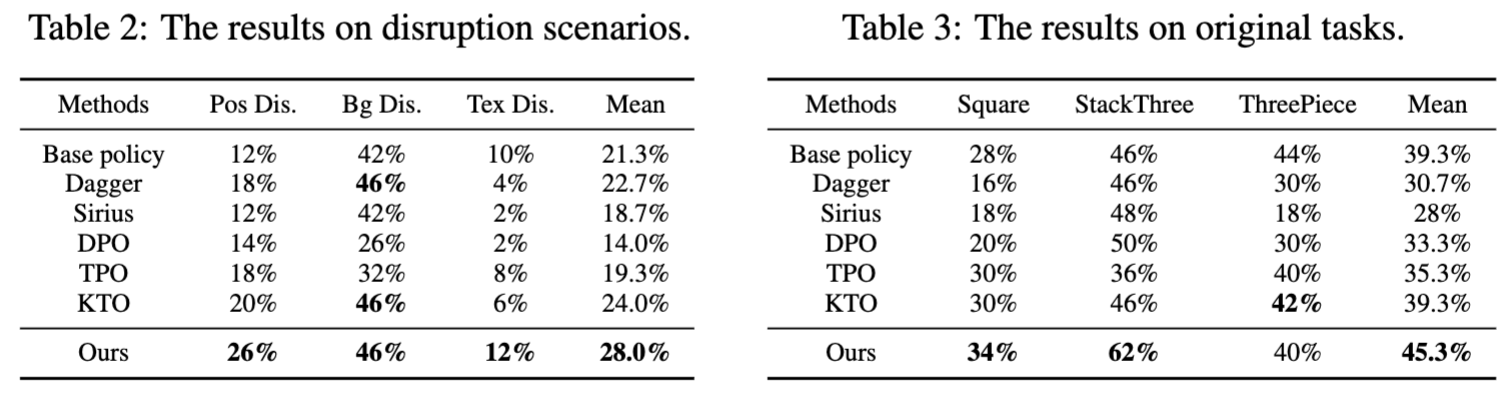 Table 2: The results on disruption scenarios.
Methods Pos Dis. Bg Dis. Tex Dis. Mean
Base policy 12% 42% 10% 21.3%
Dagger 18% 46% 4% 22.7%
Sirius 12% 42% 2% 18.7%
DPO 14% 26% 2% 14.0%
TPO 18% 32% 8% 19.3%
KTO 20% 46% 6% 24.0%
Ours 26% 46% 12% 28.0%
Table 3: The results on original tasks.
Methods Square StackThree ThreePiece Mean
Base policy 28% 46% 44% 39.3%
Dagger 16% 46% 30% 30.7%
Sirius 18% 48% 18% 28%
DPO 20% 50% 30% 33.3%
TPO 30% 36% 40% 35.3%
KTO 30% 46% 42% 39.3%
Ours 34% 62% 40% 45.3%